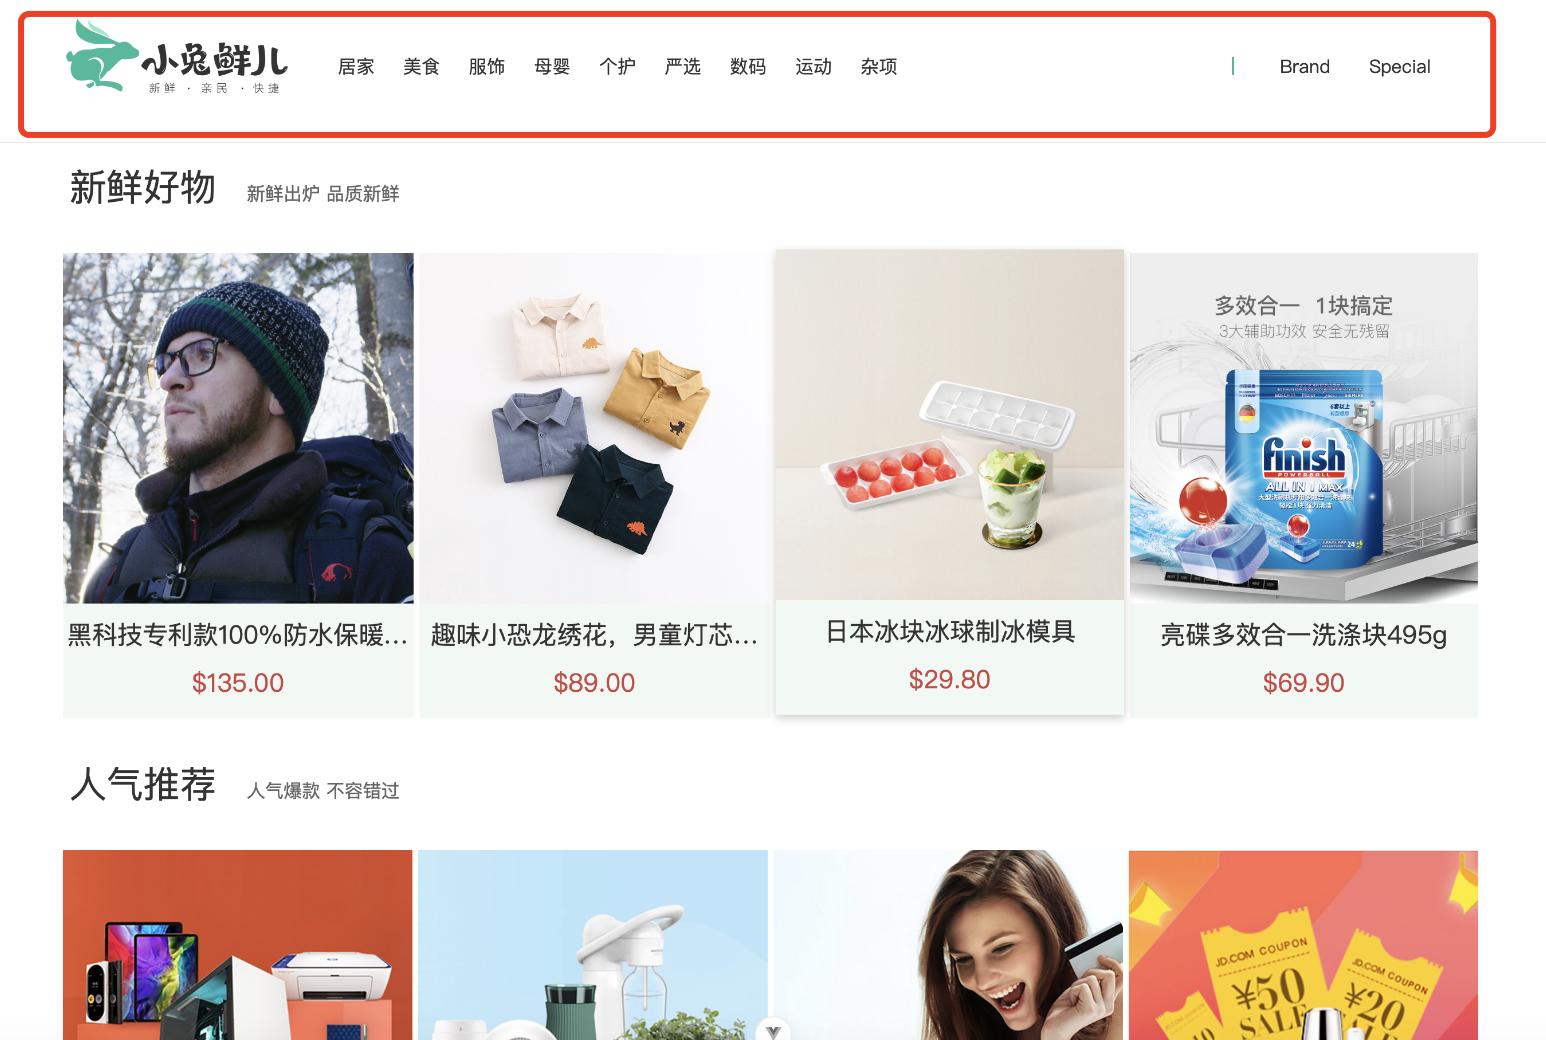 小兔鲜儿
新鲜 · 亲民 · 快捷
居家 美食 服饰 母婴 个护 严选 数码 运动 杂项
Brand Special
新鲜好物 新鲜出炉 品质新鲜
多效合一 1块搞定
3大辅助功效 安全无残留
finish
POWERBALL
ALL IN 1 MAX
黑科技专利款100%防水保暖...
趣味小恐龙绣花，男童灯芯...
日本冰块冰球制冰模具
亮碟多效合一洗涤块495g
$135.00
$89.00
$29.80
$69.90
人气推荐 人气爆款 不容错过
JD.COM COUPON
¥50
SALE
JD.COM COUPON
¥20